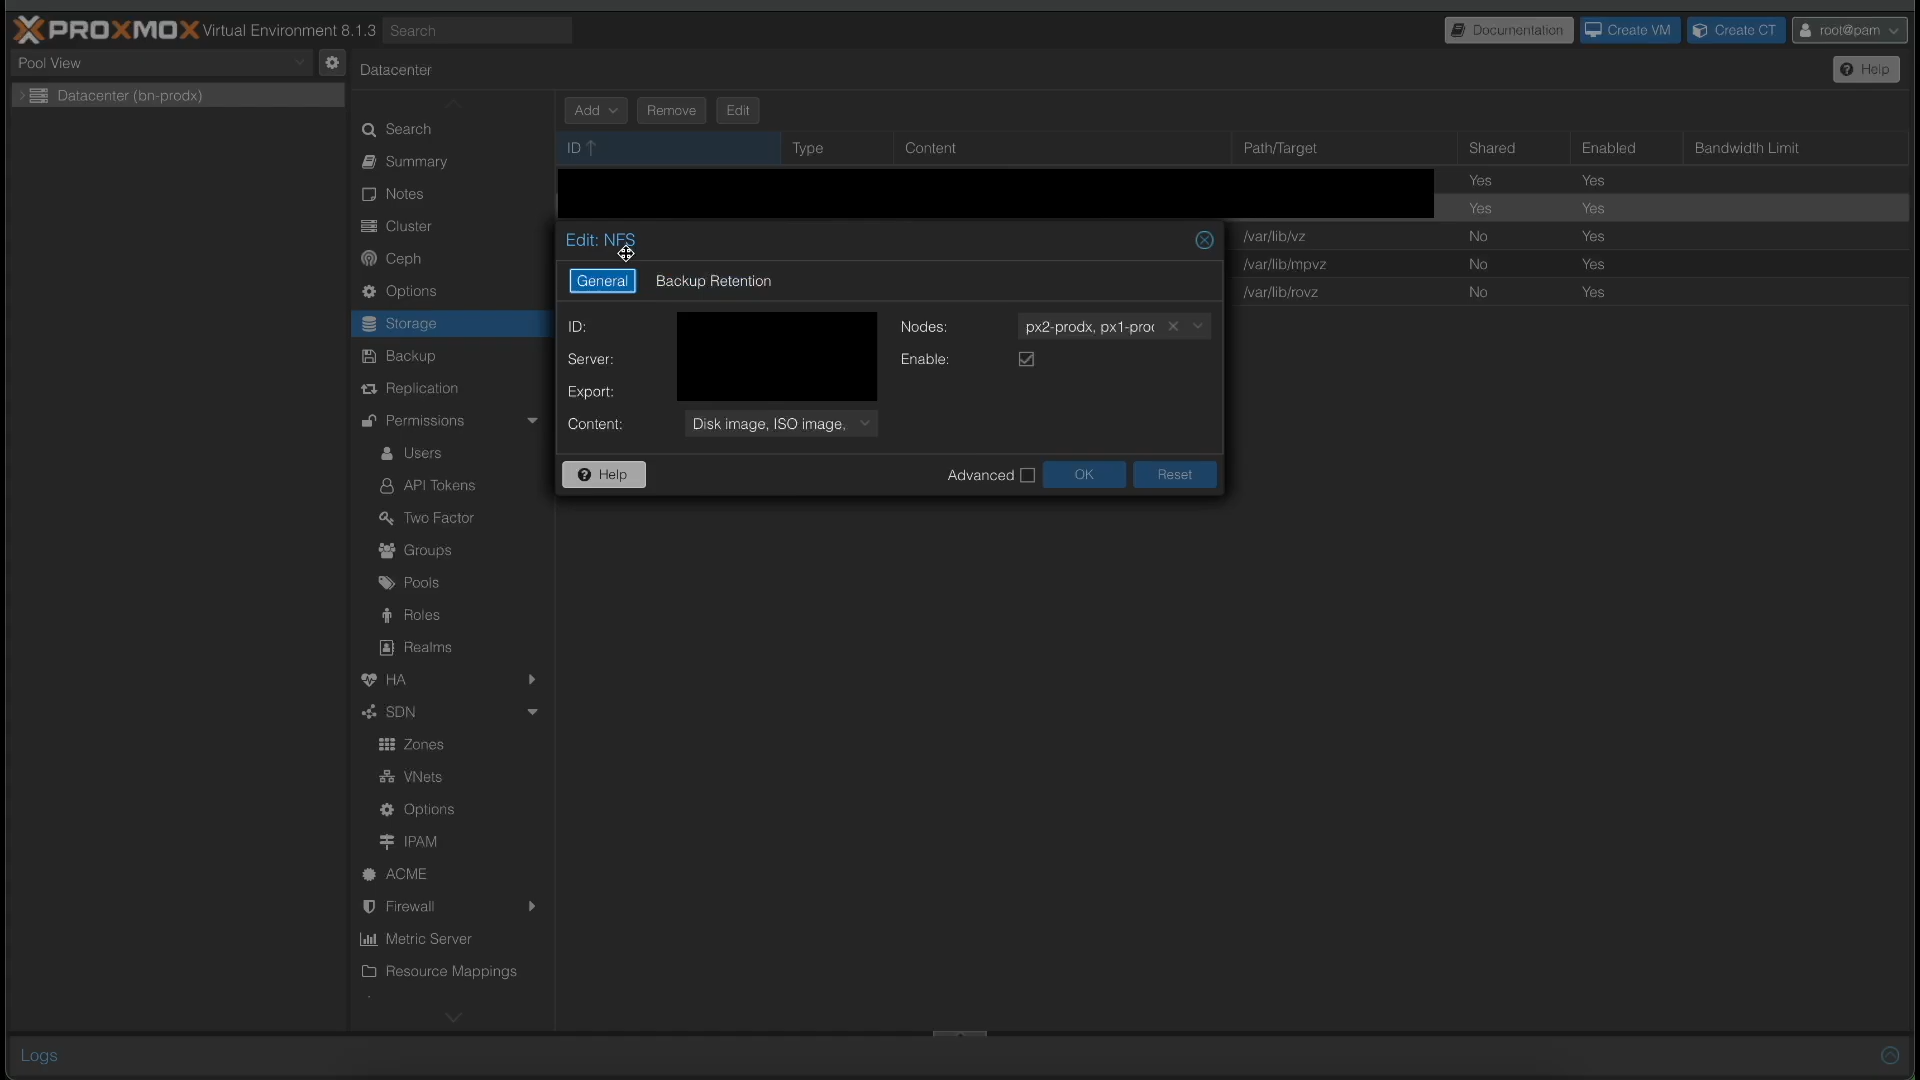 PROXMOX Virtual Environment 8.1.3 Search
Documentation Create VM Create CT root@pam
Pool View
Datacenter
Help
Datacenter (bn-prodx)
Add Remove Edit
Search
Summary
Notes
Cluster
Ceph
Options
Storage
Backup
Replication
Permissions
Users
API Tokens
Two Factor
Groups
Pools
Roles
Realms
HA
SDN
Zones
VNets
Options
IPAM
ACME
Firewall
Metric Server
Resource Mappings
ID Type Content Path/Target Shared Enabled Bandwidth Limit
Yes Yes
Yes Yes
/var/lib/vz No Yes
/var/lib/mpvz No Yes
/var/lib/rovz No Yes
Edit: NFS
General Backup Retention
ID: Nodes: px2-prodx, px1-prod
Server: Enable:
Export:
Content: Disk image, ISO image,
Help Advanced OK Reset
Logs